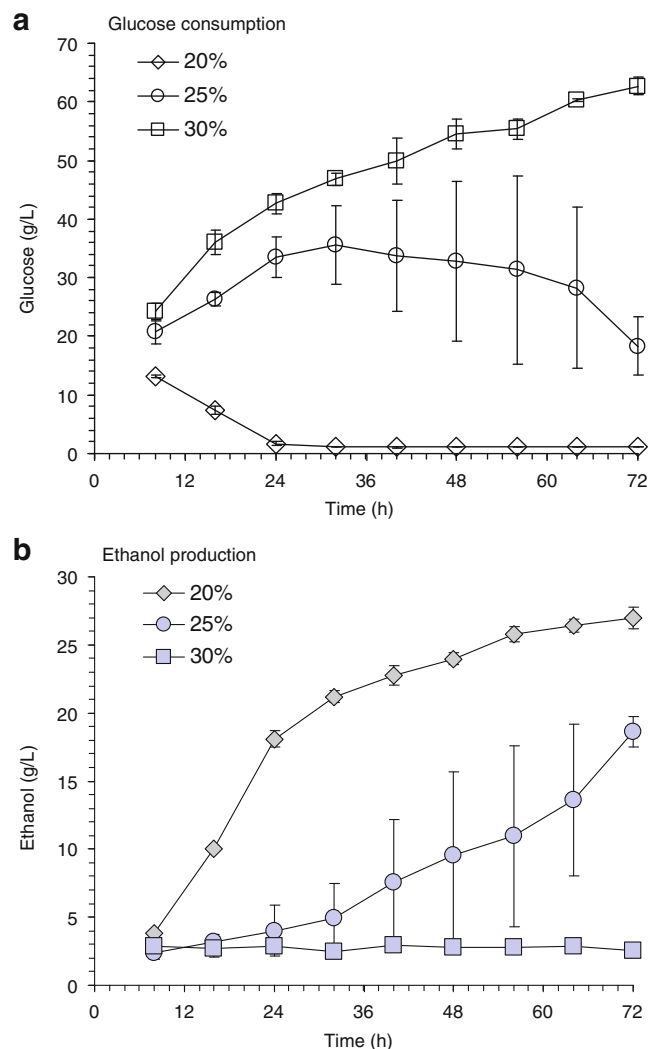 a
Glucose consumption
20%
25%
30%
70
60
50
40
30
20
10
0
Glucose (g/L)
0 12 24 36 48 60 72
Time (h)
b
Ethanol production
20%
25%
30%
30
25
20
15
10
5
0
Ethanol (g/L)
0 12 24 36 48 60 72
Time (h)